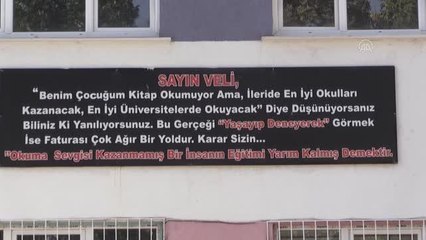 SAYIN VELİ,
“Benim Çocuğum Kitap Okumuyor Ama, İleride En İyi Okulları
Kazanacak, En İyi Üniversitelerde Okuyacak” Diye Düşünüyorsanız
Biliniz Ki Yanılıyorsunuz. Bu Gerçeği "Yaşayıp Deneyerek" Görmek
İse Faturası Çok Ağır Bir Yoldur. Karar Sizin...
"Okuma Sevgisi Kazanmamış Bir İnsanın Eğitimi Yarım Kalmış Demektir.